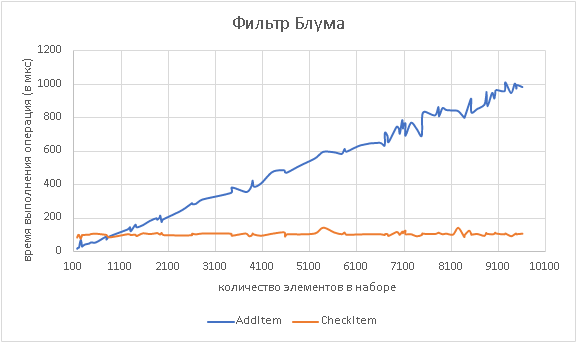 Фильтр Блума
время выполнения операция (в мкс)
1200
1000
800
600
400
200
0
100 1100 2100 3100 4100 5100 6100 7100 8100 9100 10100
количество элементов в наборе
AddItem CheckItem